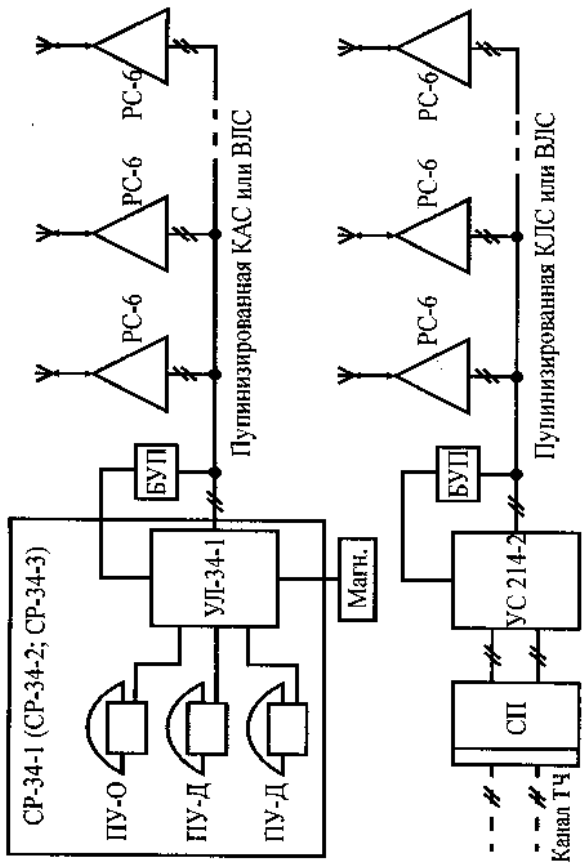 СР-34-1 (СР-34-2; СР-34-3)
ПУ-О
ПУ-Д
ПУ-Д
УЛ-34-1
Магн.
БУП
РС-6
РС-6
РС-6
Пупинизированная КАС или ВЛС
Канал ТЧ
СП
УС 214-2
БУП
РС-6
РС-6
РС-6
Пупинизированная КЛС или ВЛС